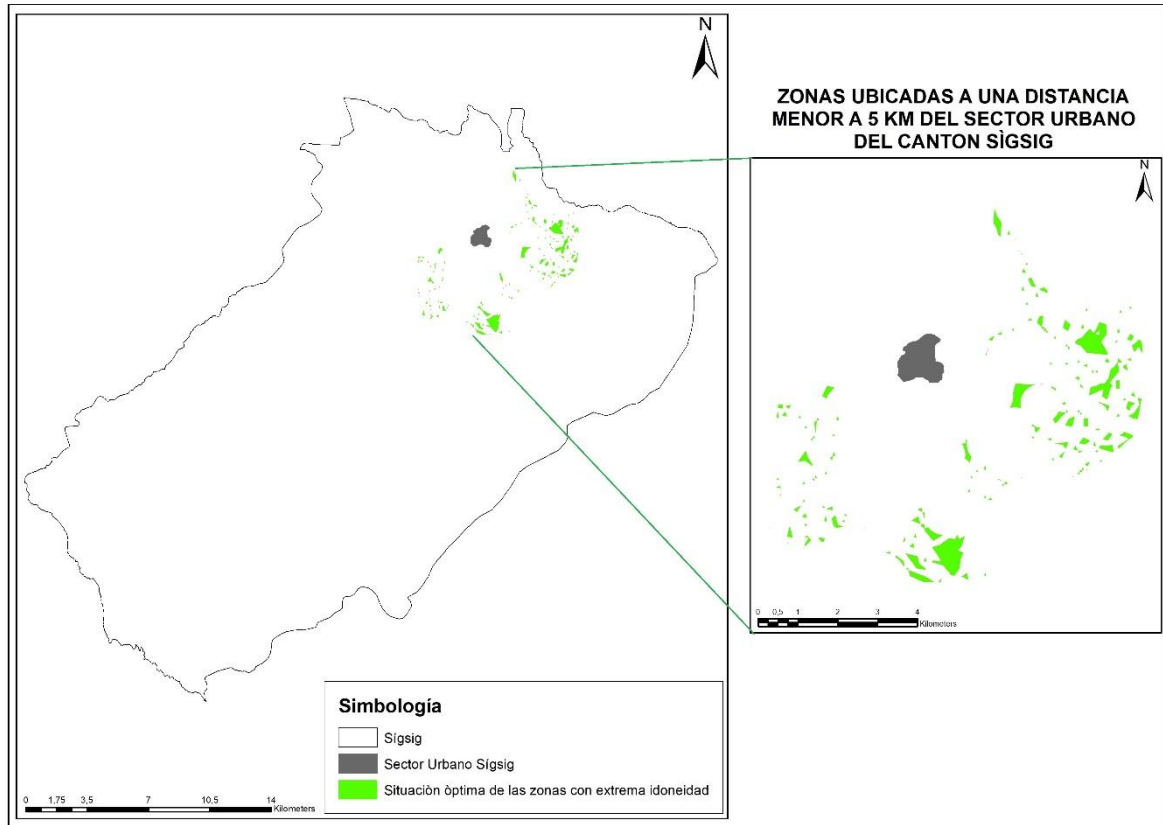 N
ZONAS UBICADAS A UNA DISTANCIA
MENOR A 5 KM DEL SECTOR URBANO
DEL CANTON SÌGSIG
N
0 0,5 1 2 3 4
Kilometers
Simbología
Sígsig
Sector Urbano Sígsig
Situaciòn òptima de las zonas con extrema idoneidad
0 1,75 3,5 7 10,5 14
Kilometers